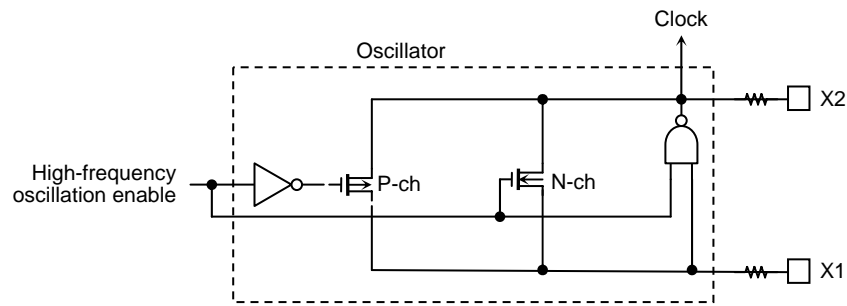 Clock
Oscillator
X2
High-frequency
oscillation enable
P-ch
N-ch
X1